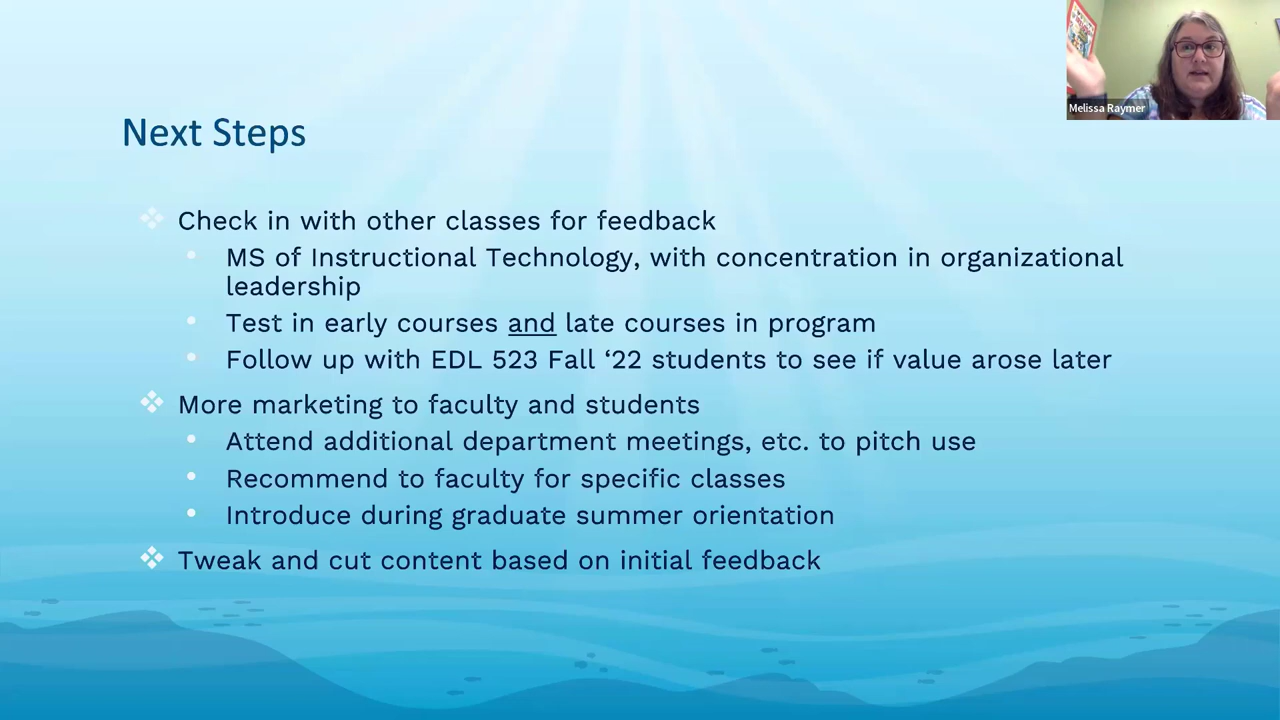 Melissa Raymer
Next Steps
Check in with other classes for feedback
MS of Instructional Technology, with concentration in organizational
leadership
Test in early courses and late courses in program
Follow up with EDL 523 Fall ‘22 students to see if value arose later
More marketing to faculty and students
Attend additional department meetings, etc. to pitch use
Recommend to faculty for specific classes
Introduce during graduate summer orientation
Tweak and cut content based on initial feedback